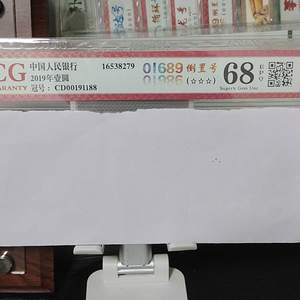 CG
GUARANTY
中国人民银行
2019年壹圆
冠号： CD00191188
16538279
01689 倒置号
01986 (☆☆☆)
68
EPQ
Superb Gem Unc